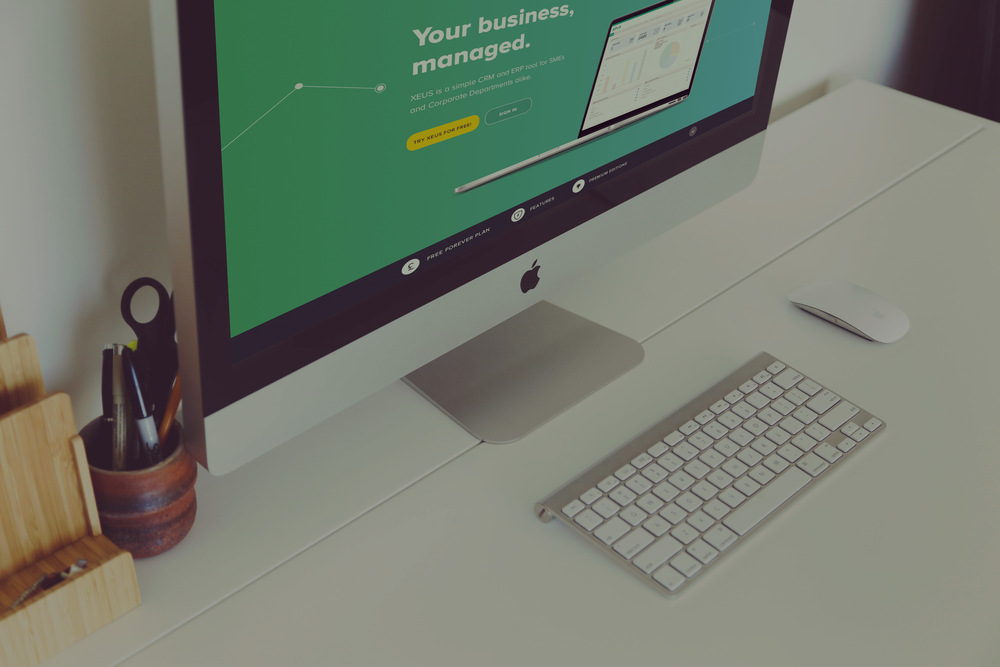 Your business,
managed.
XEUS is a simple CRM and ERP tool for SMEs
and Corporate Departments alike.
TRY XEUS FOR FREE!
SIGN IN
FREE FOREVER PLAN
FEATURES
PREMIUM EDITIONS